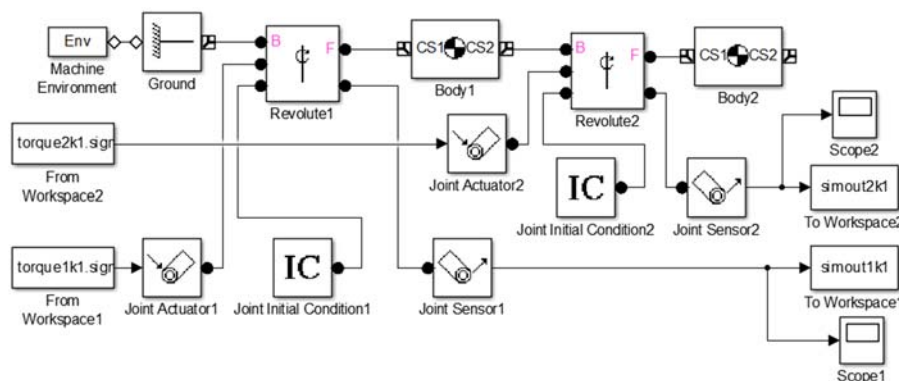 Env
Machine
Environment
Ground
B
F
Revolute1
CS1
CS2
Body1
B
F
Revolute2
CS1
CS2
Body2
torque2k1.sign
From
Workspace2
Joint Actuator2
IC
Joint Initial Condition2
Joint Sensor2
Scope2
simout2k1
To Workspace2
torque1k1.sign
From
Workspace1
Joint Actuator1
IC
Joint Initial Condition1
Joint Sensor1
simout1k1
To Workspace1
Scope1